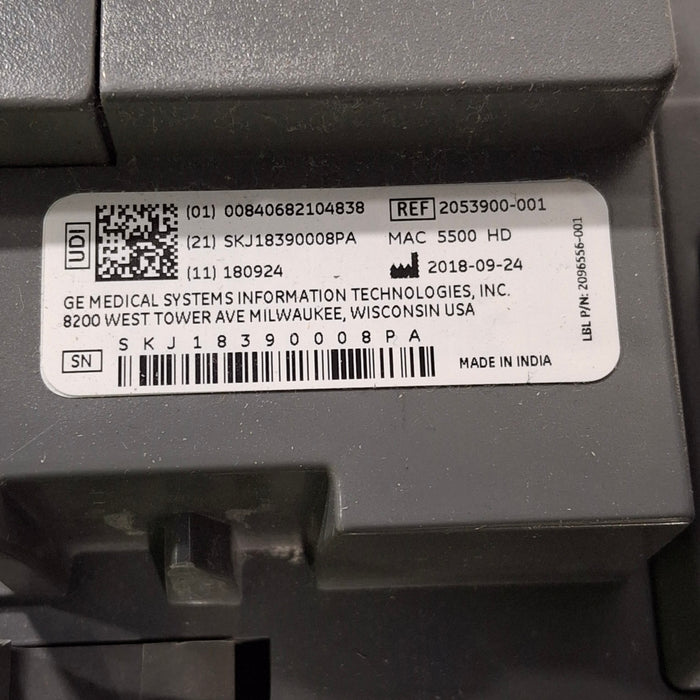 UDI
(01) 00840682104838
REF 2053900-001
(21) SKJ18390008PA
MAC 5500 HD
(11) 180924
2018-09-24
GE MEDICAL SYSTEMS INFORMATION TECHNOLOGIES, INC.
8200 WEST TOWER AVE MILWAUKEE, WISCONSIN USA
SN
SKJ18390008PA
MADE IN INDIA
LBL P/N: 2096556-001